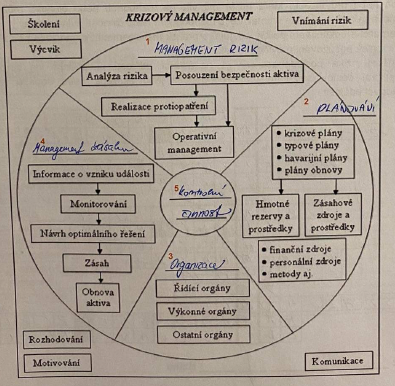 Školení
KRIZOVÝ MANAGEMENT
Vnímání rizik
Výcvik
1
MANAGEMENT RIZIK
Analýza rizika
Posouzení bezpečnosti aktiva
Realizace protiopatření
Operativní
management
2
PLÁNOVÁNÍ
• krizové plány
• typové plány
• havarijní plány
• plány obnovy
Hmotné
rezervy a
prostředky
Zásahové
zdroje a
prostředky
• finanční zdroje
• personální zdroje
• metody aj.
4
Management zásahu
Informace o vzniku události
Monitorování
Návrh optimálního řešení
Zásah
Obnova
aktiva
5
kontrolní
činnost
3
Organizace
Řídící orgány
Výkonné orgány
Ostatní orgány
Rozhodování
Motivování
Komunikace